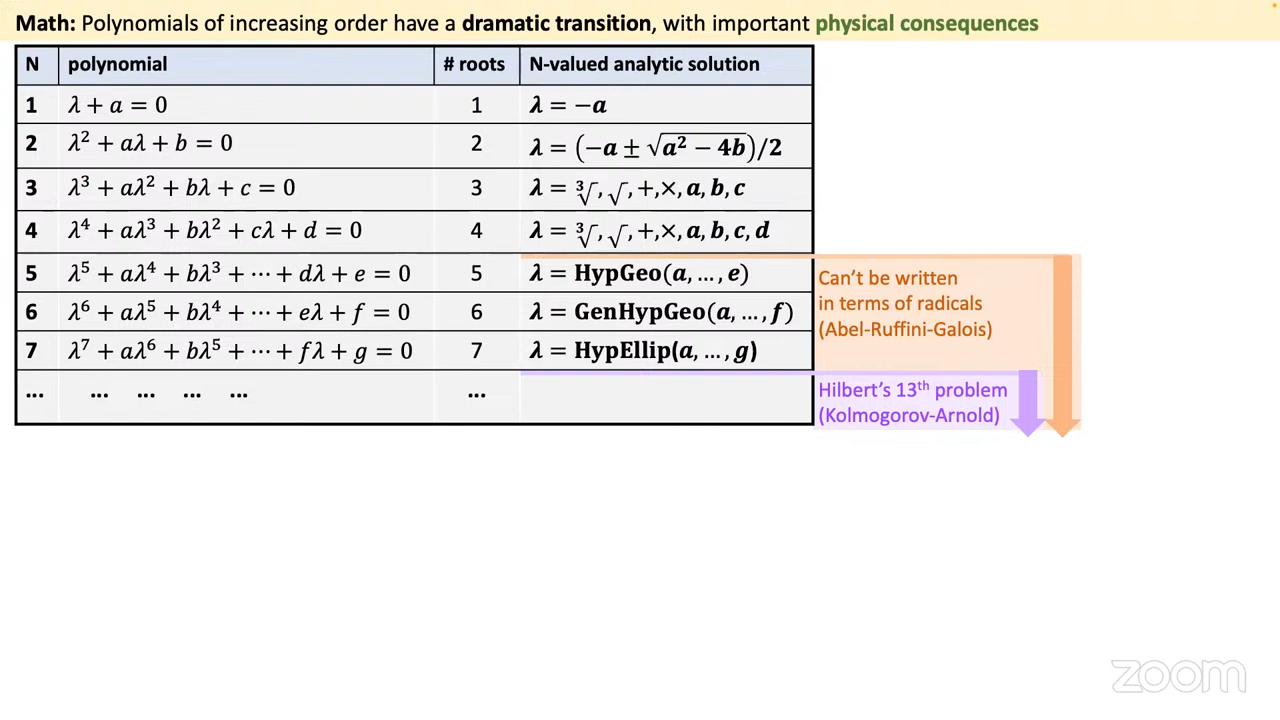 Math: Polynomials of increasing order have a dramatic transition, with important physical consequences
N polynomial # roots N-valued analytic solution
1 λ + a = 0 1 λ = −a
2 λ² + aλ + b = 0 2 λ = (−a ± √(a² − 4b))/2
3 λ³ + aλ² + bλ + c = 0 3 λ = ∛, √, +,×, a, b, c
4 λ⁴ + aλ³ + bλ² + cλ + d = 0 4 λ = ∛, √, +,×, a, b, c, d
5 λ⁵ + aλ⁴ + bλ³ + ⋯ + dλ + e = 0 5 λ = HypGeo(a, …, e)
6 λ⁶ + aλ⁵ + bλ⁴ + ⋯ + eλ + f = 0 6 λ = GenHypGeo(a, …, f)
7 λ⁷ + aλ⁶ + bλ⁵ + ⋯ + fλ + g = 0 7 λ = HypEllip(a, …, g)
... ... ... ... ... ...
Can't be written
in terms of radicals
(Abel-Ruffini-Galois)
Hilbert's 13th problem
(Kolmogorov-Arnold)
zoom